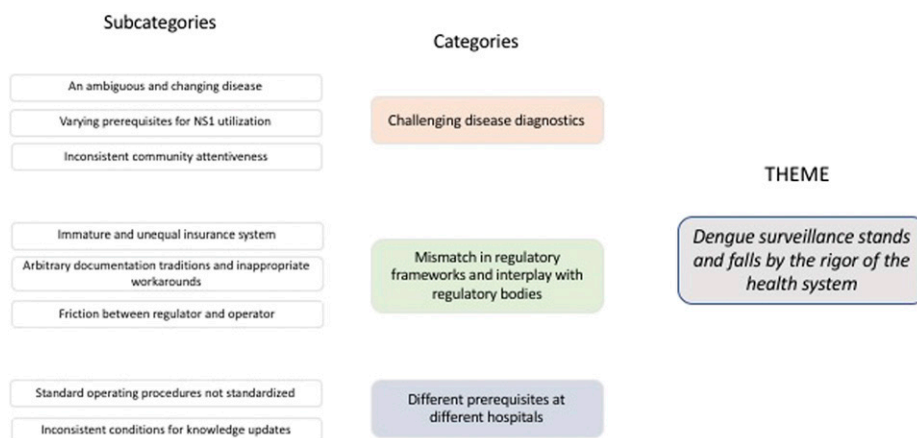 Subcategories
An ambiguous and changing disease
Varying prerequisites for NS1 utilization
Inconsistent community attentiveness
Immature and unequal insurance system
Arbitrary documentation traditions and inappropriate
workarounds
Friction between regulator and operator
Standard operating procedures not standardized
Inconsistent conditions for knowledge updates
Categories
Challenging disease diagnostics
Mismatch in regulatory
frameworks and interplay with
regulatory bodies
Different prerequisites at
different hospitals
THEME
Dengue surveillance stands
and falls by the rigor of the
health system